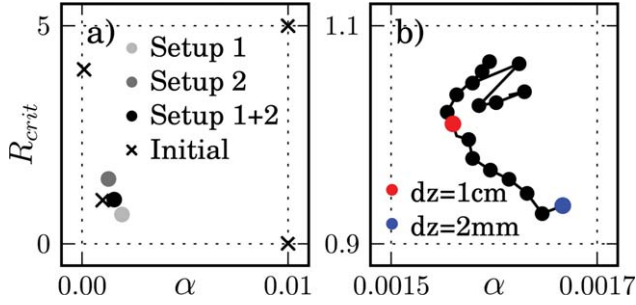 5
a)
Setup 1
Setup 2
Setup 1+2
Initial
R_crit
0
0.00
α
0.01
1.1
b)
dz=1cm
dz=2mm
0.9
0.0015
α
0.0017